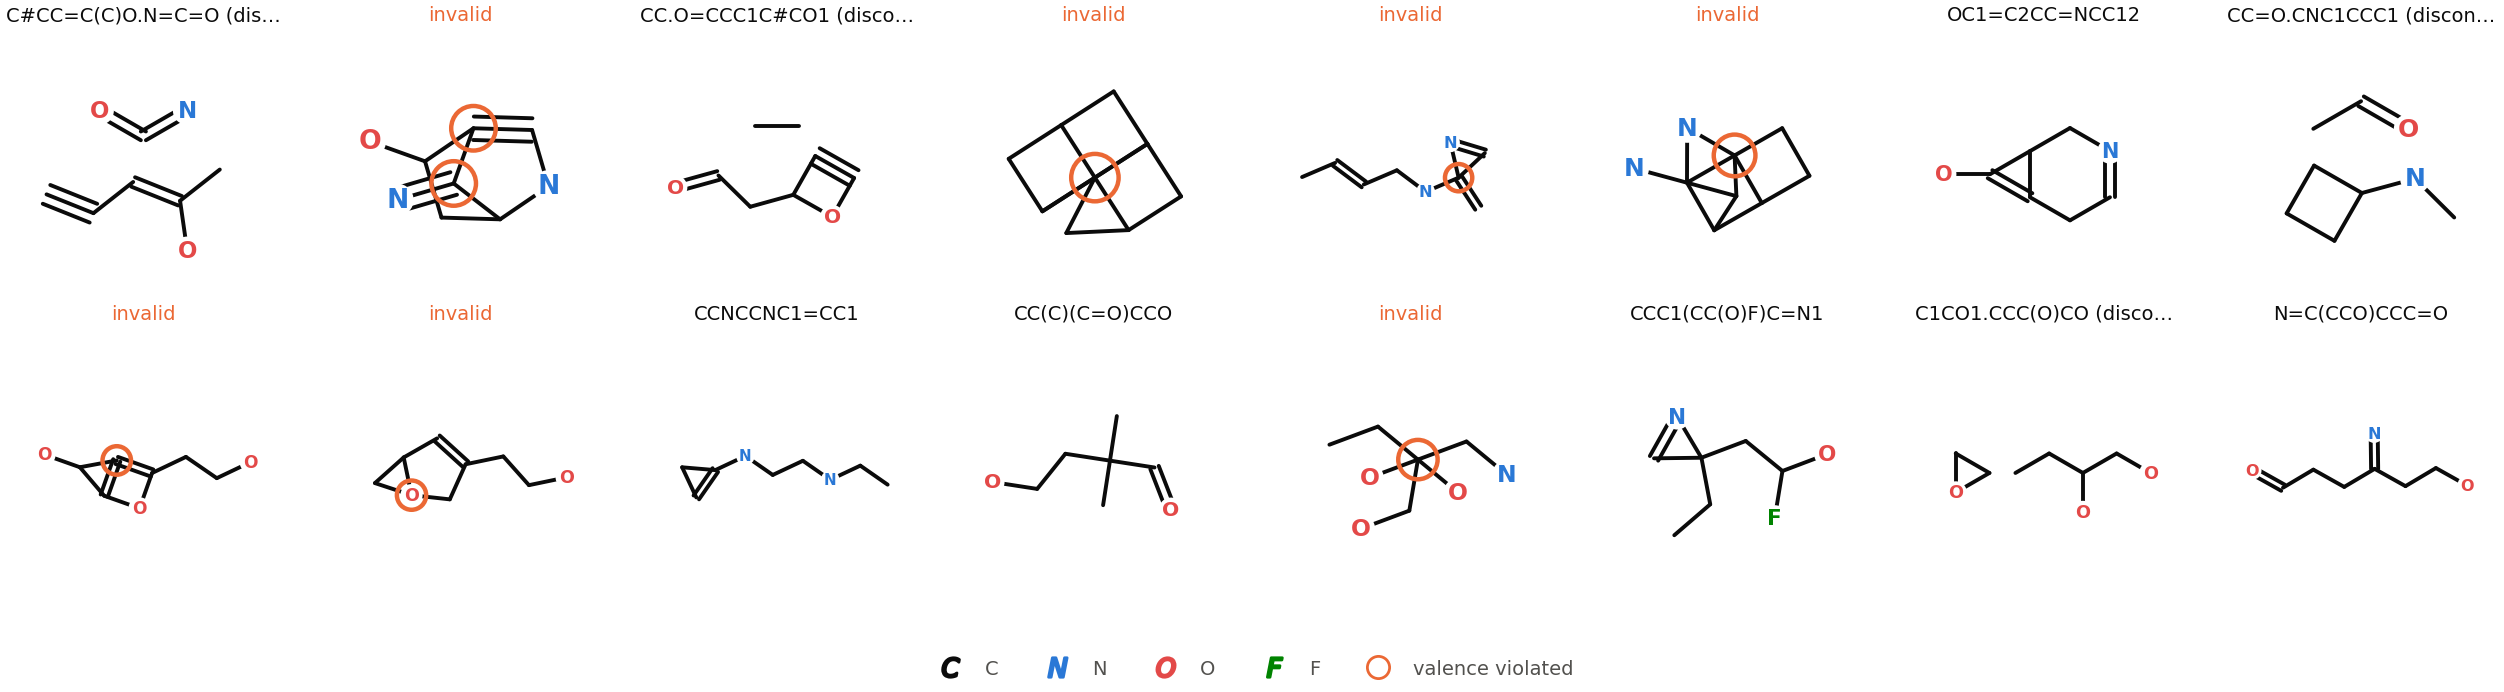 C#CC=C(C)O.N=C=O (dis…
invalid
CC.O=CCC1C#CO1 (disco…
invalid
invalid
invalid
OC1=C2CC=NCC12
CC=O.CNC1CCC1 (discon…
O N
O
O N N
O O
N N
N N
O N
O N
invalid
invalid
CCNCCNC1=CC1
CC(C)(C=O)CCO
invalid
CCC1(CC(O)F)C=N1
C1CO1.CCC(O)CO (disco…
N=C(CCO)CCC=O
O O O
O O
N N
O O
O O O N
N O F
O O O
O N O
C C N N O O F F valence violated